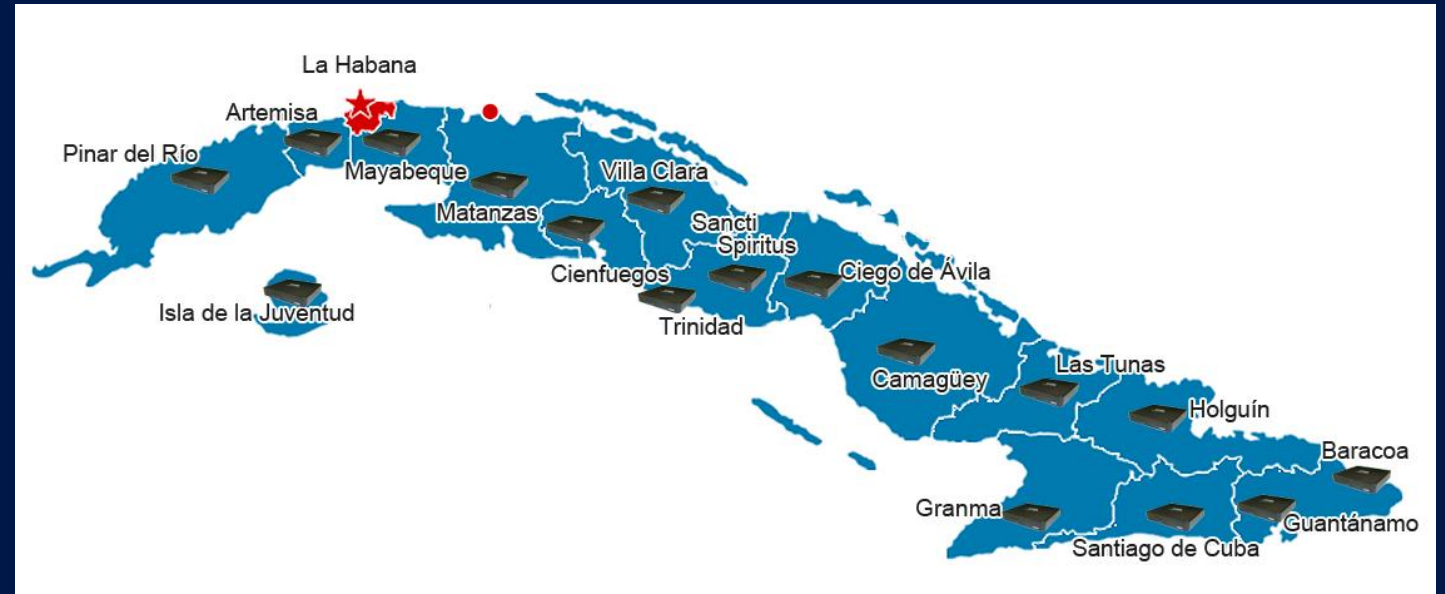 La Habana
Artemisa
Pinar del Río
Mayabeque
Villa Clara
Matanzas
Sancti
Spiritus
Cienfuegos
Ciego de Ávila
Isla de la Juventud
Trinidad
Camagüey
Las Tunas
Holguín
Baracoa
Granma
Guantánamo
Santiago de Cuba